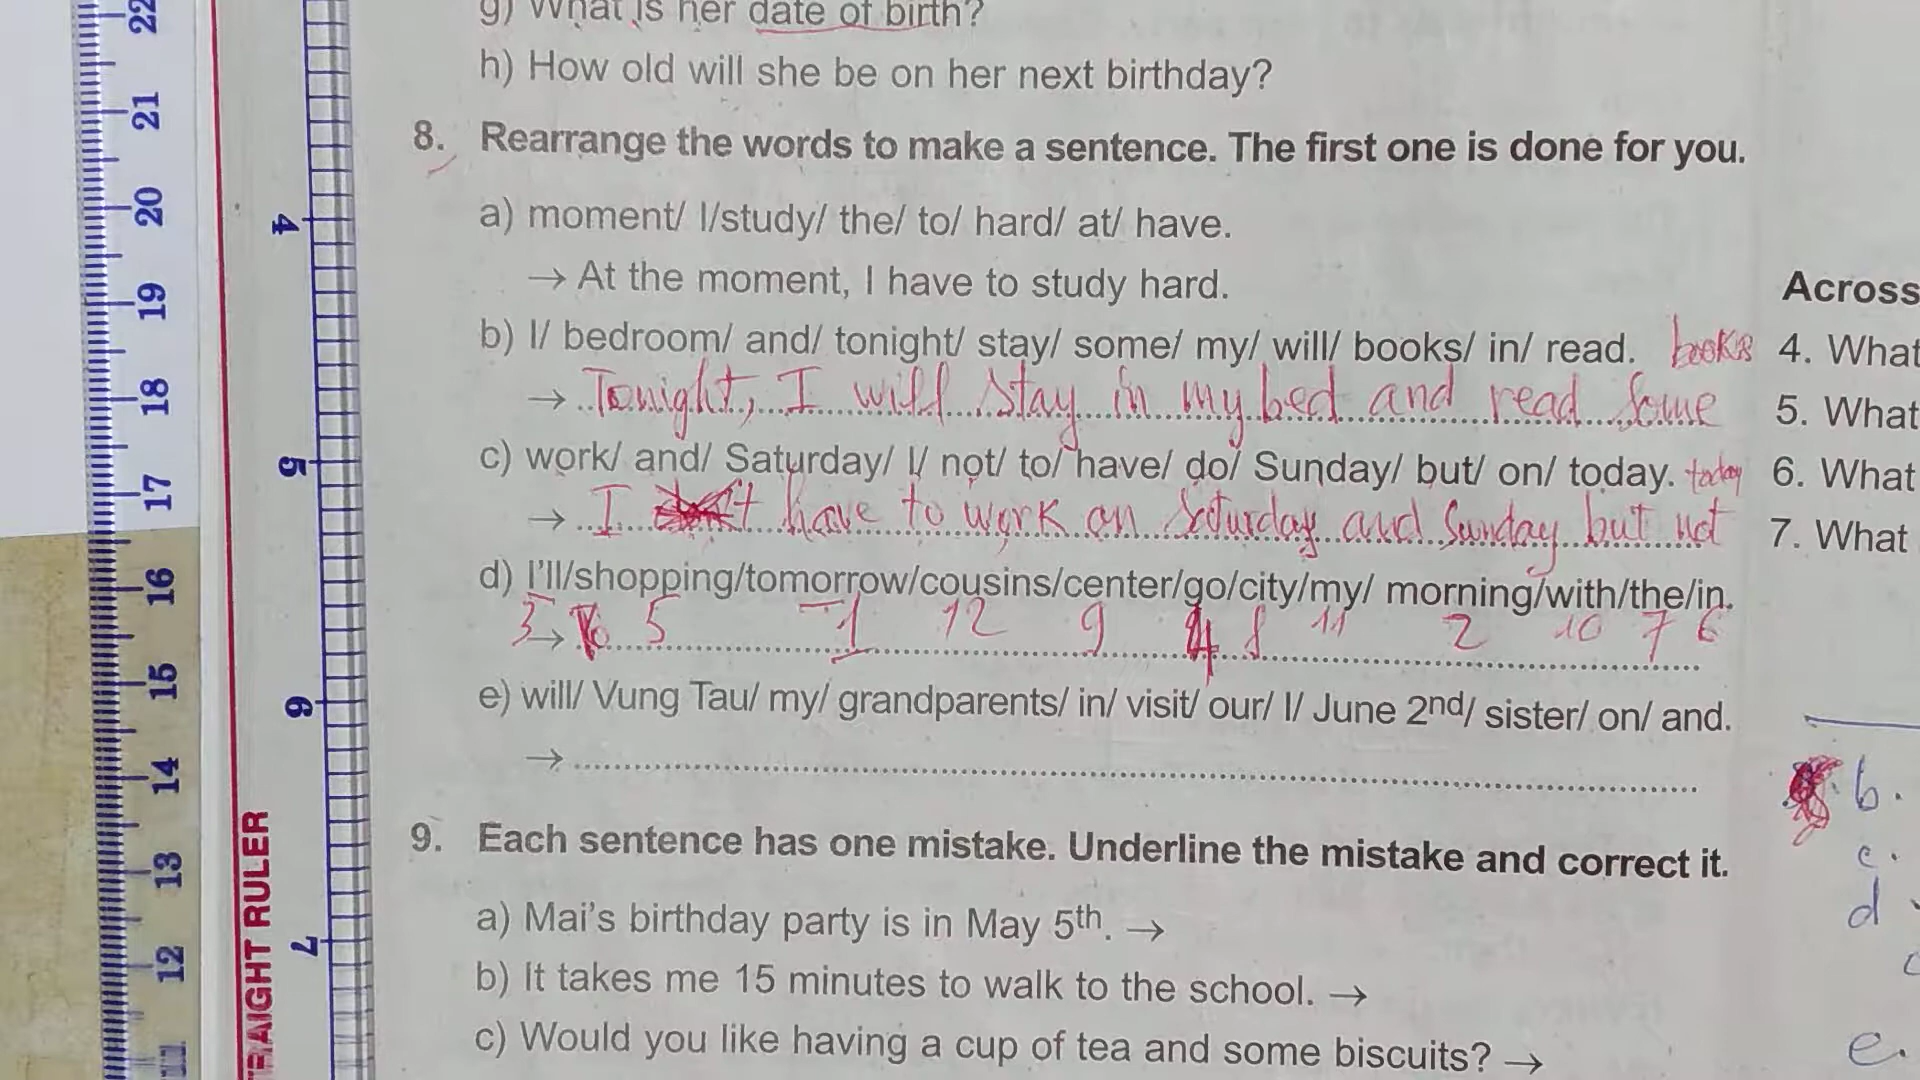 g) What is her date of birth?
h) How old will she be on her next birthday?
8. Rearrange the words to make a sentence. The first one is done for you.
a) moment/ I/study/ the/ to/ hard/ at/ have.
→ At the moment, I have to study hard.
Across
b) I/ bedroom/ and/ tonight/ stay/ some/ my/ will/ books/ in/ read. books
4. What
→ Tonight, I will stay in my bed and read some
5. What
c) work/ and/ Saturday/ I/ not/ to/ have/ do/ Sunday/ but/ on/ today. today
6. What
→ I have to work on Saturday and Sunday but not
7. What
d) I'll/shopping/tomorrow/cousins/center/go/city/my/ morning/with/the/in.
3 → 5 1 12 9 4 8 11 2 10 7 6
e) will/ Vung Tau/ my/ grandparents/ in/ visit/ our/ I/ June 2nd/ sister/ on/ and.
→
b.
9. Each sentence has one mistake. Underline the mistake and correct it.
c.
a) Mai's birthday party is in May 5th. →
d
b) It takes me 15 minutes to walk to the school. →
c) Would you like having a cup of tea and some biscuits? →
e.
22
21
20
19
18
17
16
15
14
13
12
11
4
5
6
7
STRAIGHT RULER